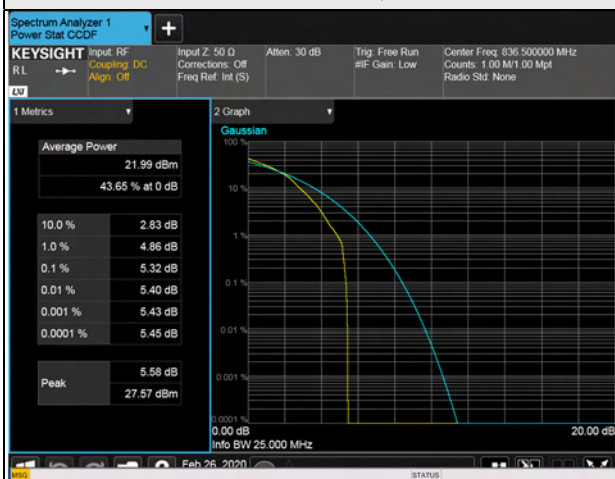 Spectrum Analyzer 1
Power Stat CCDF
+
KEYSIGHT
RL
LXI
Input: RF
Coupling: DC
Align: Off
Input Z: 50 Ω
Corrections: Off
Freq Ref: Int (S)
Atten: 30 dB
Trig: Free Run
#IF Gain: Low
Center Freq: 836.500000 MHz
Counts: 1.00 M/1.00 Mpt
Radio Std: None
1 Metrics
Average Power
21.99 dBm
43.65 % at 0 dB
10.0 % 2.83 dB
1.0 % 4.86 dB
0.1 % 5.32 dB
0.01 % 5.40 dB
0.001 % 5.43 dB
0.0001 % 5.45 dB
Peak
5.58 dB
27.57 dBm
2 Graph
Gaussian
100 %
10 %
1 %
0.1 %
0.01 %
0.001 %
0.0001 %
0.00 dB 20.00 dB
Info BW 25.000 MHz
Feb 26, 2020
MSG STATUS